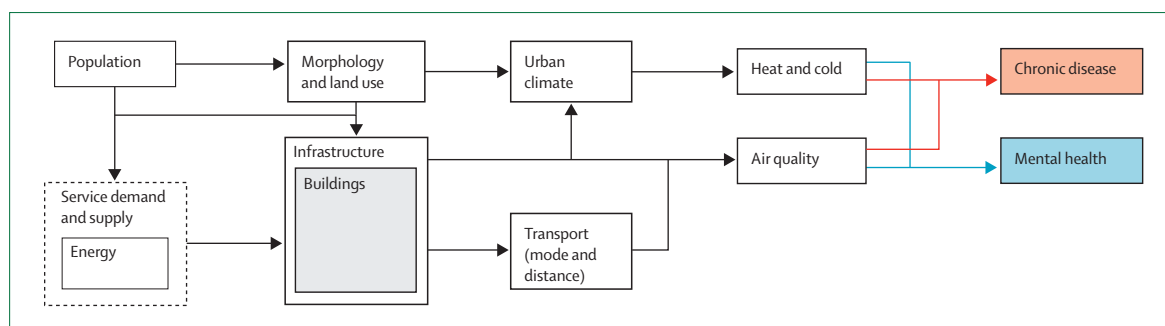 Population
Morphology
and land use
Urban
climate
Heat and cold
Chronic disease
Infrastructure
Buildings
Air quality
Mental health
Service demand
and supply
Energy
Transport
(mode and
distance)